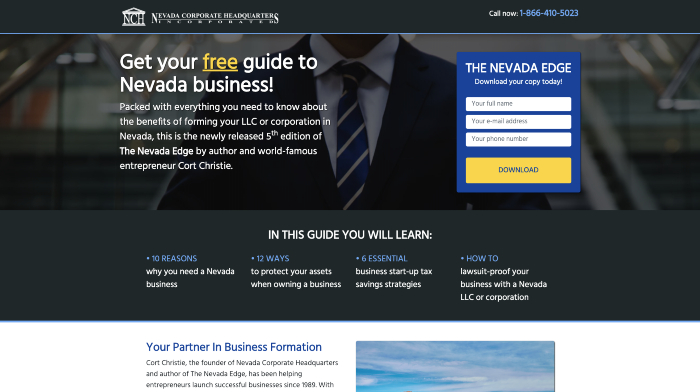 NCH
NEVADA CORPORATE HEADQUARTERS
INCORPORATED
Call now: 1-866-410-5023
Get your free guide to
Nevada business!
Packed with everything you need to know about
the benefits of forming your LLC or corporation in
Nevada, this is the newly released 5th edition of
The Nevada Edge by author and world-famous
entrepreneur Cort Christie.
THE NEVADA EDGE
Download your copy today!
Your full name
Your e-mail address
Your phone number
DOWNLOAD
IN THIS GUIDE YOU WILL LEARN:
• 10 REASONS
why you need a Nevada
business
• 12 WAYS
to protect your assets
when owning a business
• 6 ESSENTIAL
business start-up tax
savings strategies
• HOW TO
lawsuit-proof your
business with a Nevada
LLC or corporation
Your Partner In Business Formation
Cort Christie, the founder of Nevada Corporate Headquarters
and author of The Nevada Edge, has been helping
entrepreneurs launch successful businesses since 1989. With